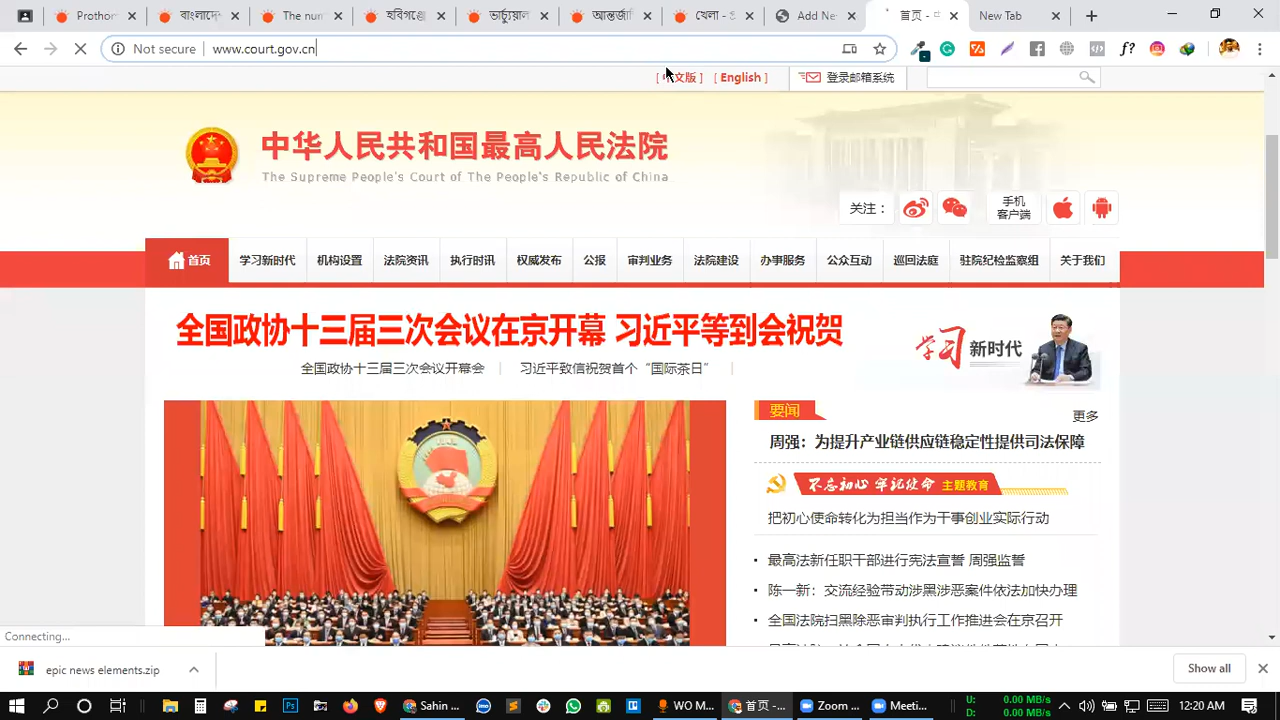 Prothon
বাংলাদে
The num
হবিগঞ্জে
ভার্চুয়াল
আন্তর্জা
খেলা - S
Add Ne
首页 - 中
New Tab
Not secure
www.court.gov.cn
[中文版] [English]
登录邮箱系统
中华人民共和国最高人民法院
The Supreme People's Court of The People's Republic of China
关注：
手机
客户端
首页 学习新时代 机构设置 法院资讯 执行时讯 权威发布 公报 审判业务 法院建设 办事服务 公众互动 巡回法庭 驻院纪检监察组 关于我们
全国政协十三届三次会议在京开幕 习近平等到会祝贺
全国政协十三届三次会议开幕会 | 习近平致信祝贺首个“国际茶日” |
学习 新时代
要闻
更多
周强：为提升产业链供应链稳定性提供司法保障
不忘初心 牢记使命 主题教育
把初心使命转化为担当作为干事创业实际行动
最高法新任职干部进行宪法宣誓 周强监誓
陈一新：交流经验带动涉黑涉恶案件依法加快办理
全国法院扫黑除恶审判执行工作推进会在京召开
Connecting...
epic news elements.zip
Show all
Sahin ...
WO M...
首页 -...
Zoom ...
Meeti...
U: 0.00 MB/s
D: 0.00 MB/s
12:20 AM